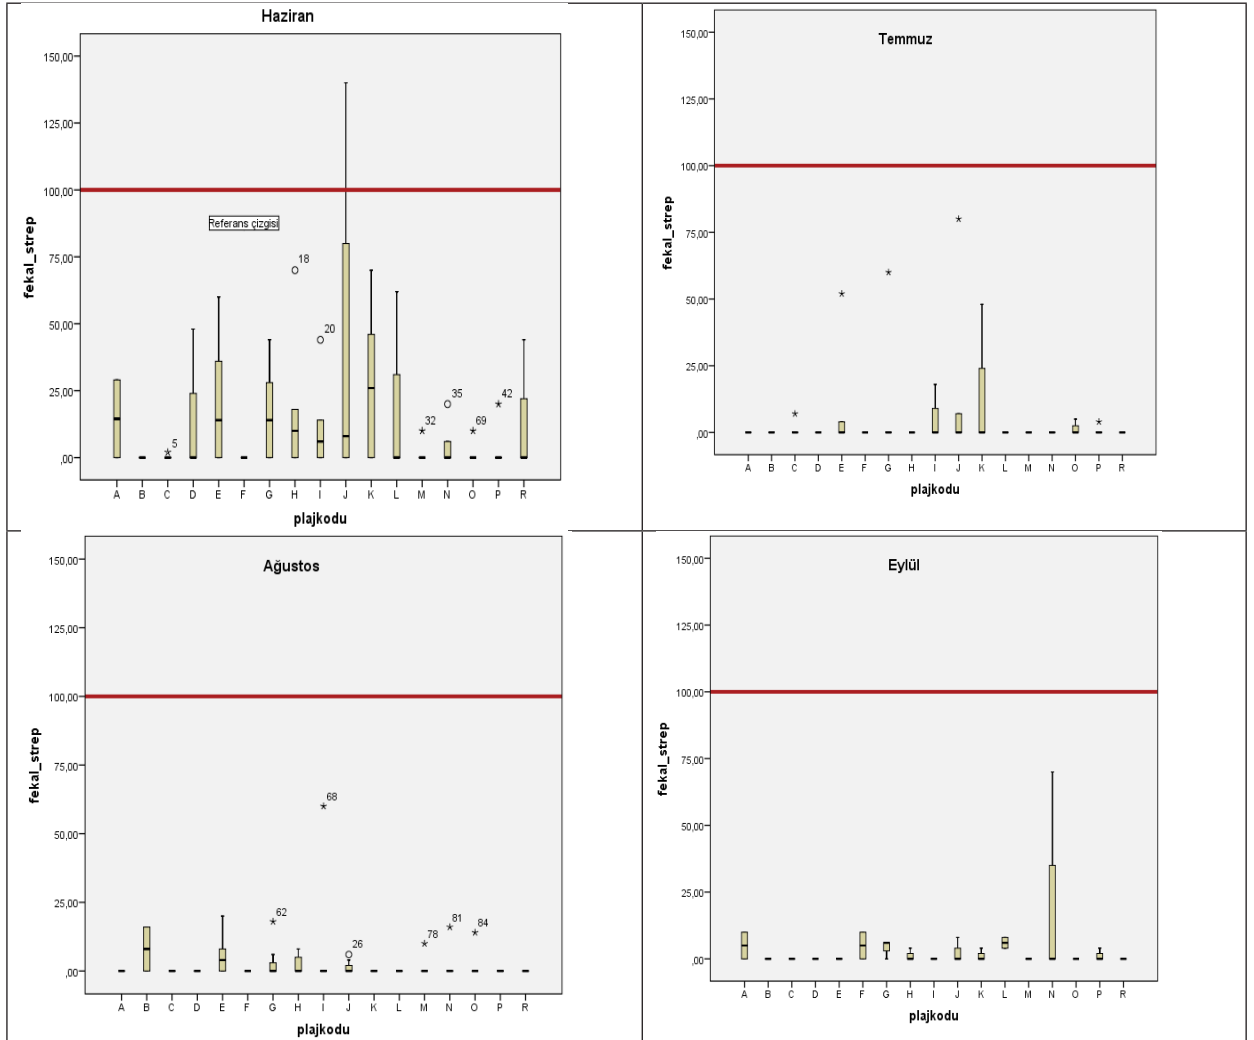 Haziran
150,00
125,00
100,00
Referans çizgisi
75,00
50,00
25,00
,00
18
20
5
32
35
69
42
fekal_strep
A B C D E F G H I J K L M N O P R
plajkodu
Temmuz
150,00
125,00
100,00
75,00
50,00
25,00
,00
fekal_strep
A B C D E F G H I J K L M N O P R
plajkodu
Ağustos
150,00
125,00
100,00
75,00
50,00
25,00
,00
68
62
26
78
81
84
fekal_strep
A B C D E F G H I J K L M N O P R
plajkodu
Eylül
150,00
125,00
100,00
75,00
50,00
25,00
,00
fekal_strep
A B C D E F G H I J K L M N O P R
plajkodu